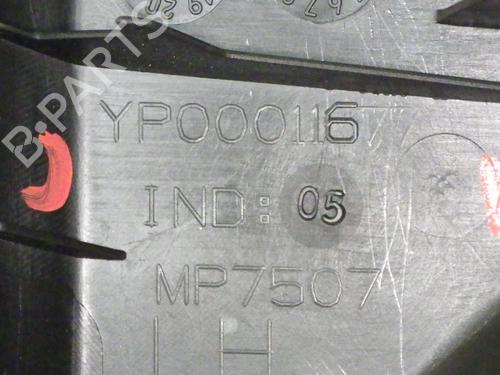 B-PARTS
YP000116
IND: 05
MP7507
LH